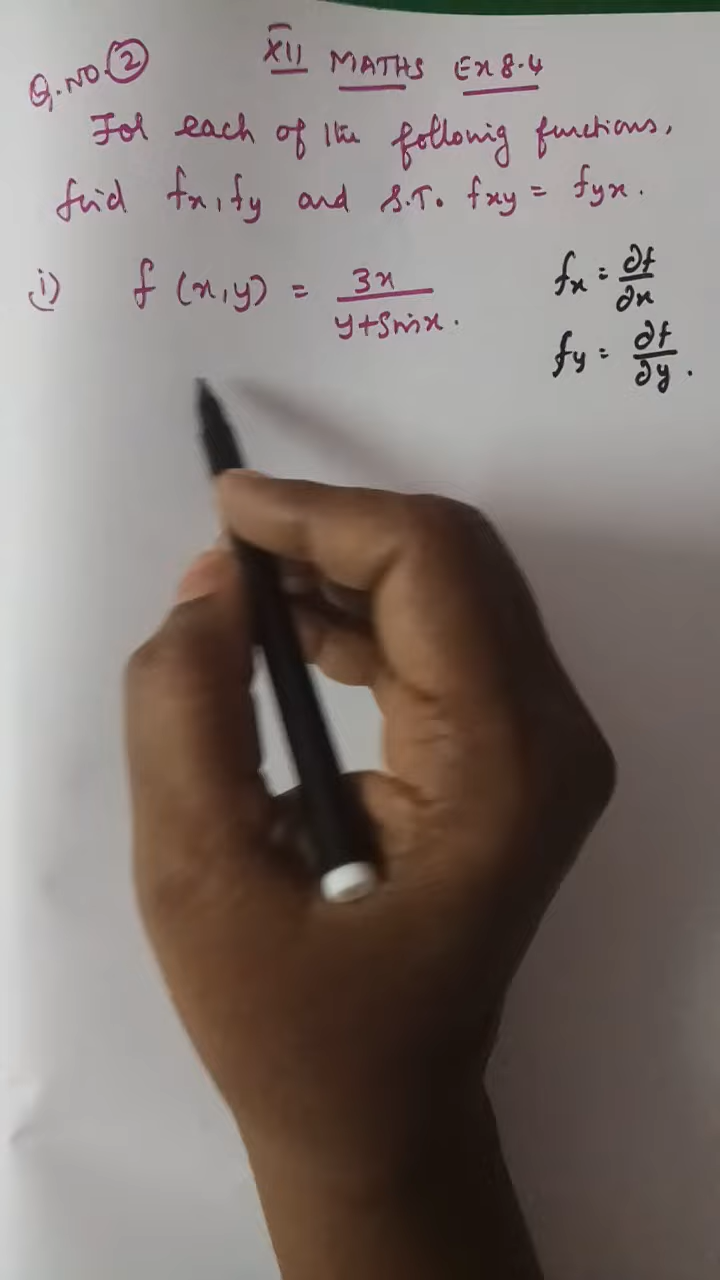 XII MATHS Ex 8.4
Q.NO. 2
For each of the following functions,
find fx, fy and S.T. fxy = fyx.
i) f(x,y) = 3x / y+Sinx.
fx = ∂f/∂x
fy = ∂f/∂y.